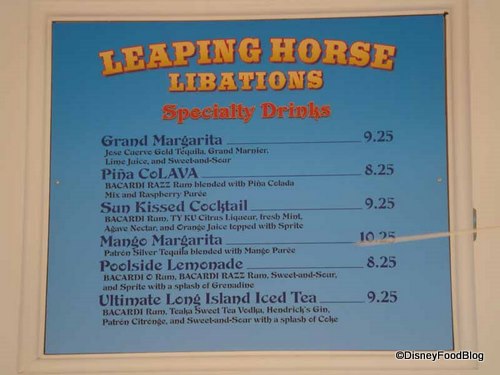 LEAPING HORSE
LIBATIONS
Specialty Drinks
Grand Margarita 9.25
Jose Cuervo Gold Tequila, Grand Marnier,
Lime Juice, and Sweet-and-Sour
Piña CoLAVA 8.25
BACARDI RAZZ Rum blended with Piña Colada
Mix and Raspberry Purée
Sun Kissed Cocktail 9.25
BACARDI Rum, TY KU Citrus Liqueur, fresh Mint,
Agave Nectar, and Orange Juice topped with Sprite
Mango Margarita 10.25
Patrón Silver Tequila blended with Mango Purée
Poolside Lemonade 8.25
BACARDI O Rum, BACARDI RAZZ Rum, Sweet-and-Sour,
and Sprite with a splash of Grenadine
Ultimate Long Island Iced Tea 9.25
BACARDI Rum, Teaka Sweet Tea Vodka, Hendrick's Gin,
Patrón Citrónge, and Sweet-and-Sour with a splash of Coke
©DisneyFoodBlog